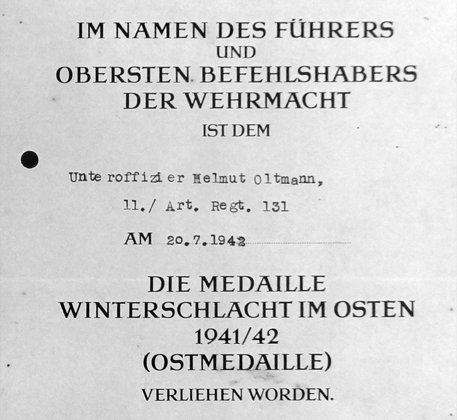 IM NAMEN DES FÜHRERS
UND
OBERSTEN BEFEHLSHABERS
DER WEHRMACHT
IST DEM
Unteroffizier Helmut Oltmann,
11./ Art. Regt. 131
AM 20.7.1942
DIE MEDAILLE
WINTERSCHLACHT IM OSTEN
1941/42
(OSTMEDAILLE)
VERLIEHEN WORDEN.